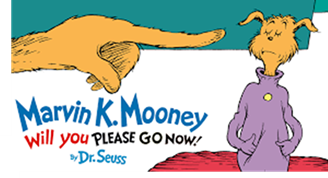 Marvin K. Mooney
Will you PLEASE GO NOW!
By Dr. Seuss